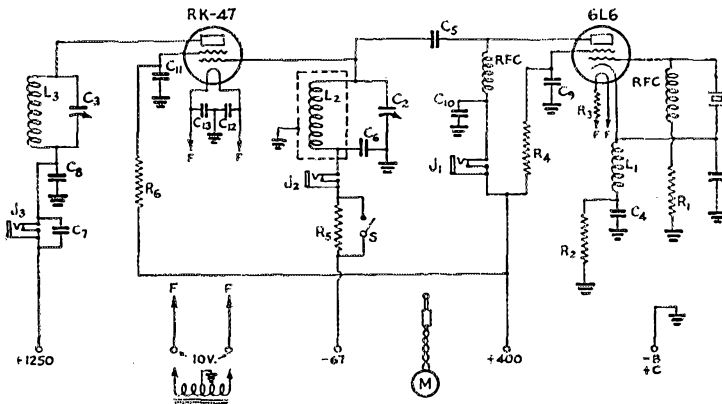 RK-47
6L6
C5
C11
RFC
RFC
L3
C3
L2
C2
C10
C9
R3
C13
C12
F
F
F
F
C6
R4
L1
C8
R6
J2
J1
R1
C4
J3
C7
R5
S
R2
F
F
+1250
10V.
-67
M
+400
-B
+C